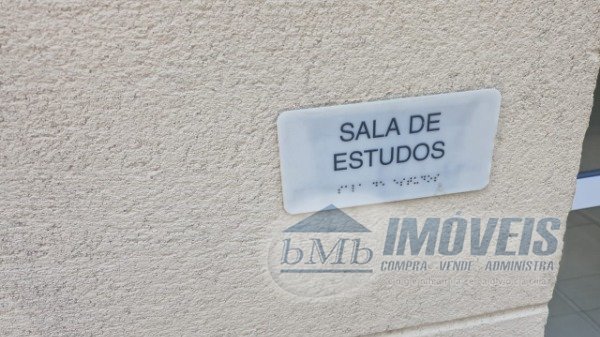 SALA DE
ESTUDOS
⠎⠁⠇⠁ ⠙⠑ ⠑⠎⠞⠥⠙⠕⠎
bMb IMÓVEIS
COMPRA · VENDE · ADMINISTRA